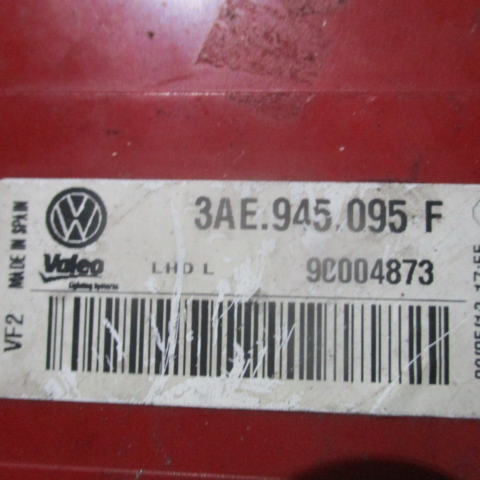 3AE.945.095 F
Valeo
Lighting Systems
LHD L
90004873
MADE IN SPAIN
VF2